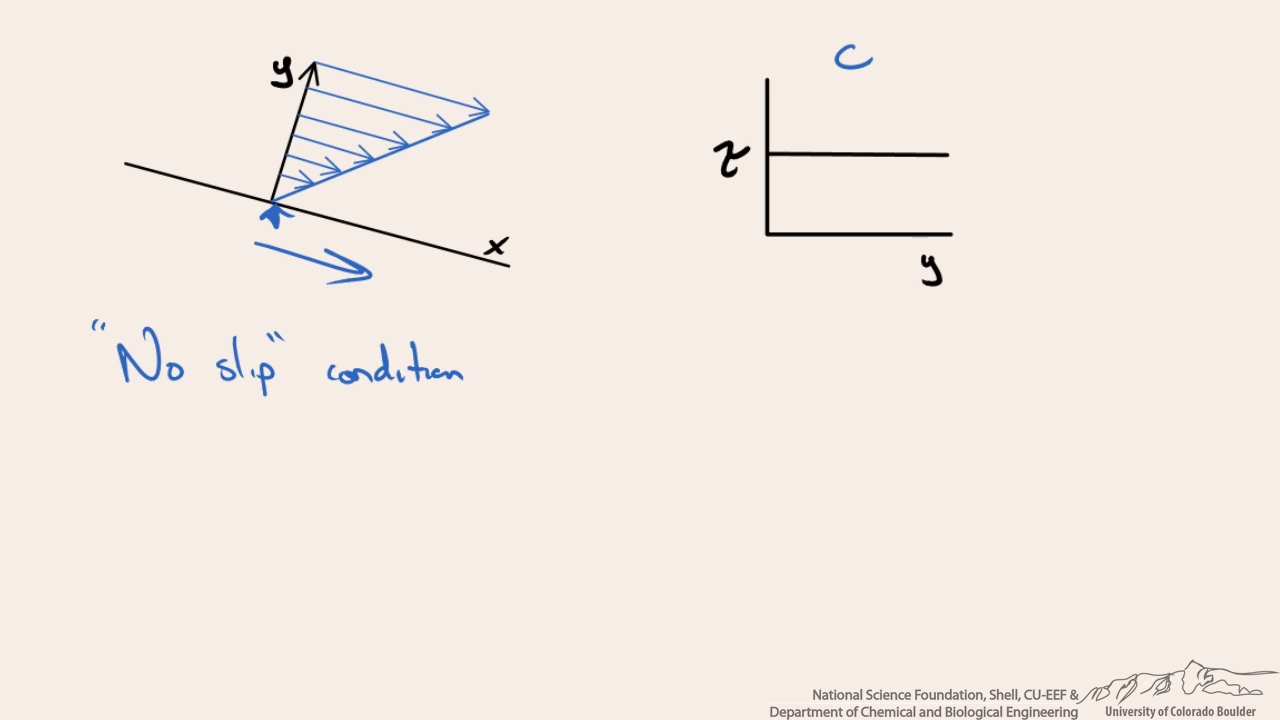 y
x
"No slip" condition
C
τ
y
National Science Foundation, Shell, CU-EEF &
Department of Chemical and Biological Engineering
University of Colorado Boulder